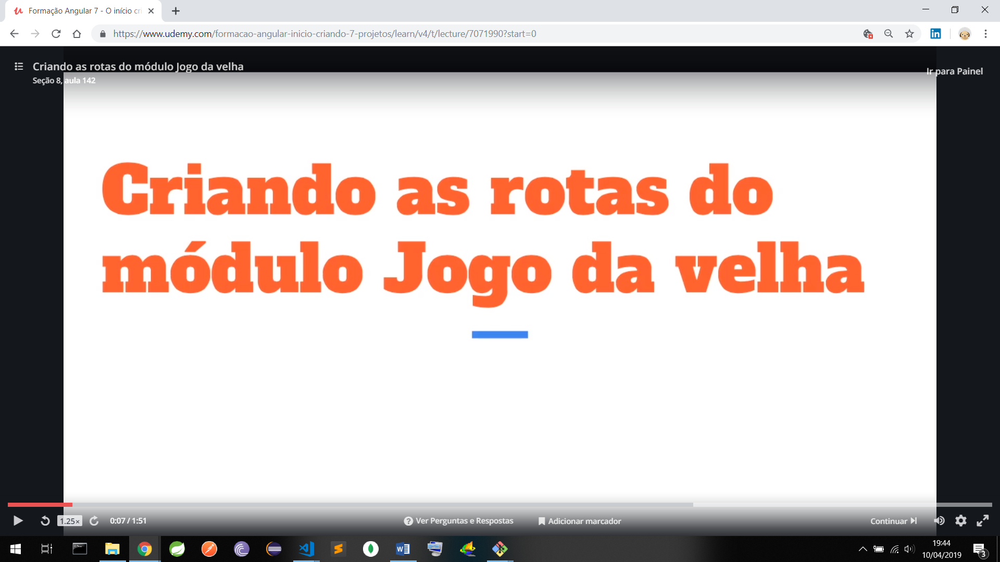 Formação Angular 7 - O início cri
https://www.udemy.com/formacao-angular-inicio-criando-7-projetos/learn/v4/t/lecture/7071990?start=0
Criando as rotas do módulo Jogo da velha
Seção 8, aula 142
Ir para Painel
Criando as rotas do
módulo Jogo da velha
1.25×
0:07 / 1:51
Ver Perguntas e Respostas
Adicionar marcador
Continuar
19:44
10/04/2019
3